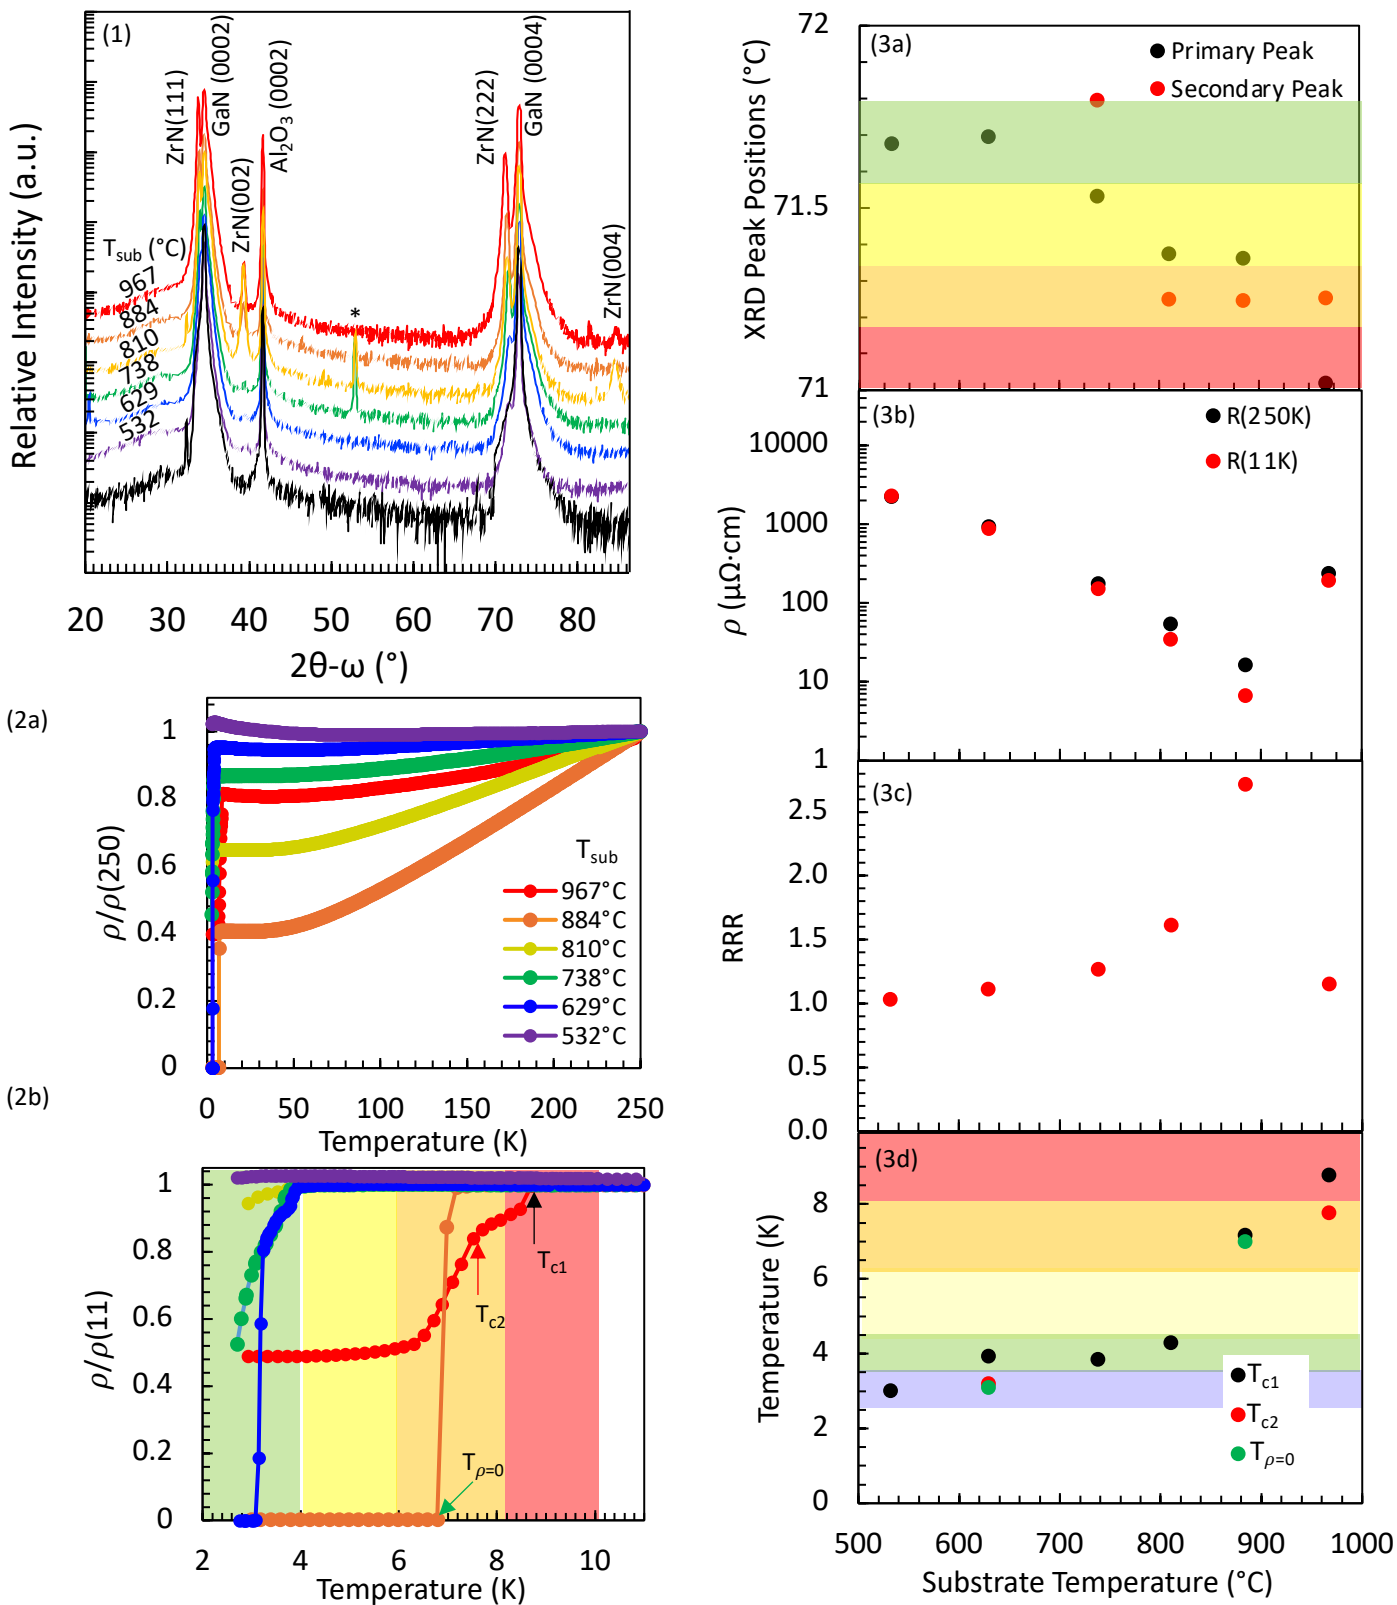 (1)
ZrN(111)
GaN (0002)
ZrN(002)
Al2O3 (0002)
ZrN(222)
GaN (0004)
ZrN(004)
*
Tsub (°C)
967
884
810
738
629
532
Relative Intensity (a.u.)
20 30 40 50 60 70 80
2θ-ω (°)
(2a)
1
0.8
0.6
0.4
0.2
0
ρ/ρ(250)
Tsub
967°C
884°C
810°C
738°C
629°C
532°C
0 50 100 150 200 250
Temperature (K)
(2b)
1
0.8
0.6
0.4
0.2
0
ρ/ρ(11)
Tc1
Tc2
Tρ=0
2 4 6 8 10
Temperature (K)
(3a)
Primary Peak
Secondary Peak
72
71.5
71
XRD Peak Positions (°C)
(3b)
R(250K)
R(11K)
10000
1000
100
10
1
ρ (μΩ·cm)
(3c)
2.5
2.0
1.5
1.0
0.5
0.0
RRR
(3d)
8
6
4
2
0
Temperature (K)
Tc1
Tc2
Tρ=0
500 600 700 800 900 1000
Substrate Temperature (°C)